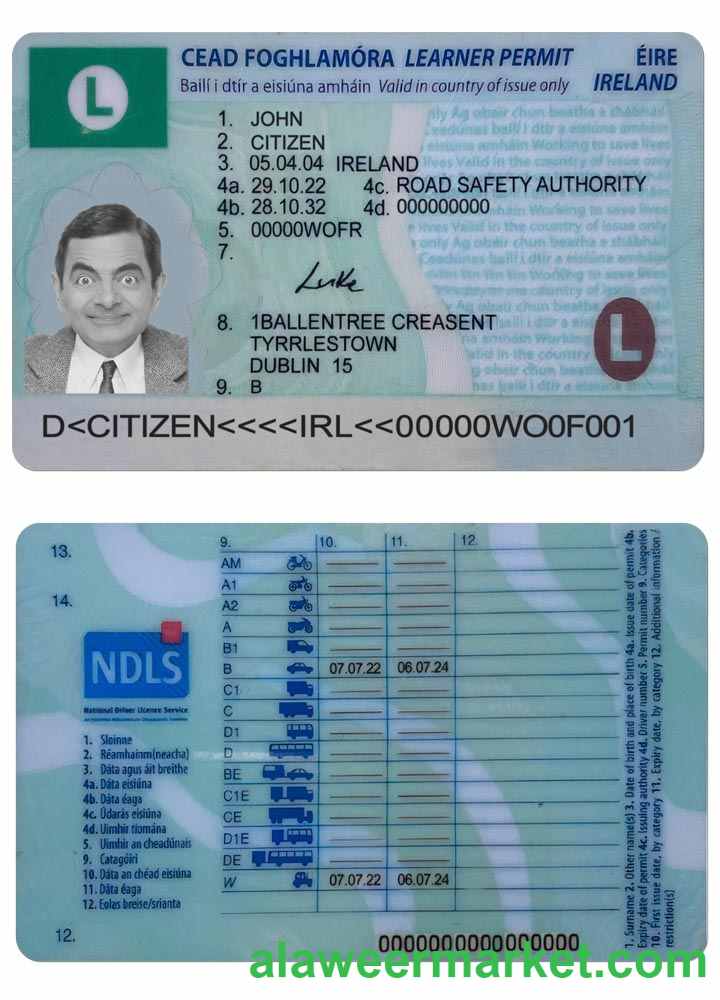 L
CEAD FOGHLAMÓRA LEARNER PERMIT ÉIRE
Bailí i dtír a eisiúna amháin Valid in country of issue only IRELAND
1. JOHN
2. CITIZEN
3. 05.04.04 IRELAND
4a. 29.10.22 4c. ROAD SAFETY AUTHORITY
4b. 28.10.32 4d. 000000000
5. 00000WOFR
7.
Luke
8. 1BALLENTREE CREASENT
TYRRLESTOWN
DUBLIN 15
9. B
L
D<CITIZEN<<<<IRL<<00000WO0F001
13.
14.
NDLS
National Driver Licence Service
1. Sloinne
2. Réamhainm(neacha)
3. Dáta agus áit breithe
4a. Dáta eisiúna
4b. Dáta éaga
4c. Údarás eisiúna
4d. Uimhir tiomána
5. Uimhir an cheadúnais
9. Catagóirí
10. Dáta an chéad eisiúna
11. Dáta éaga
12. Eolas breise/srianta
12.
9. 10. 11. 12.
AM
A1
A2
A
B1
B 07.07.22 06.07.24
C1
C
D1
D
BE
C1E
CE
D1E
DE
W 07.07.22 06.07.24
1. Surname 2. Other name(s) 3. Date of birth and place of birth 4a. Issue date of permit 4b.
Expiry date of permit 4c. Issuing authority 4d. Driver number 5. Permit number 9. Categories
10. First issue date, by category 11. Expiry date, by category 12. Additional information /
restriction(s)
alaweermarket.com